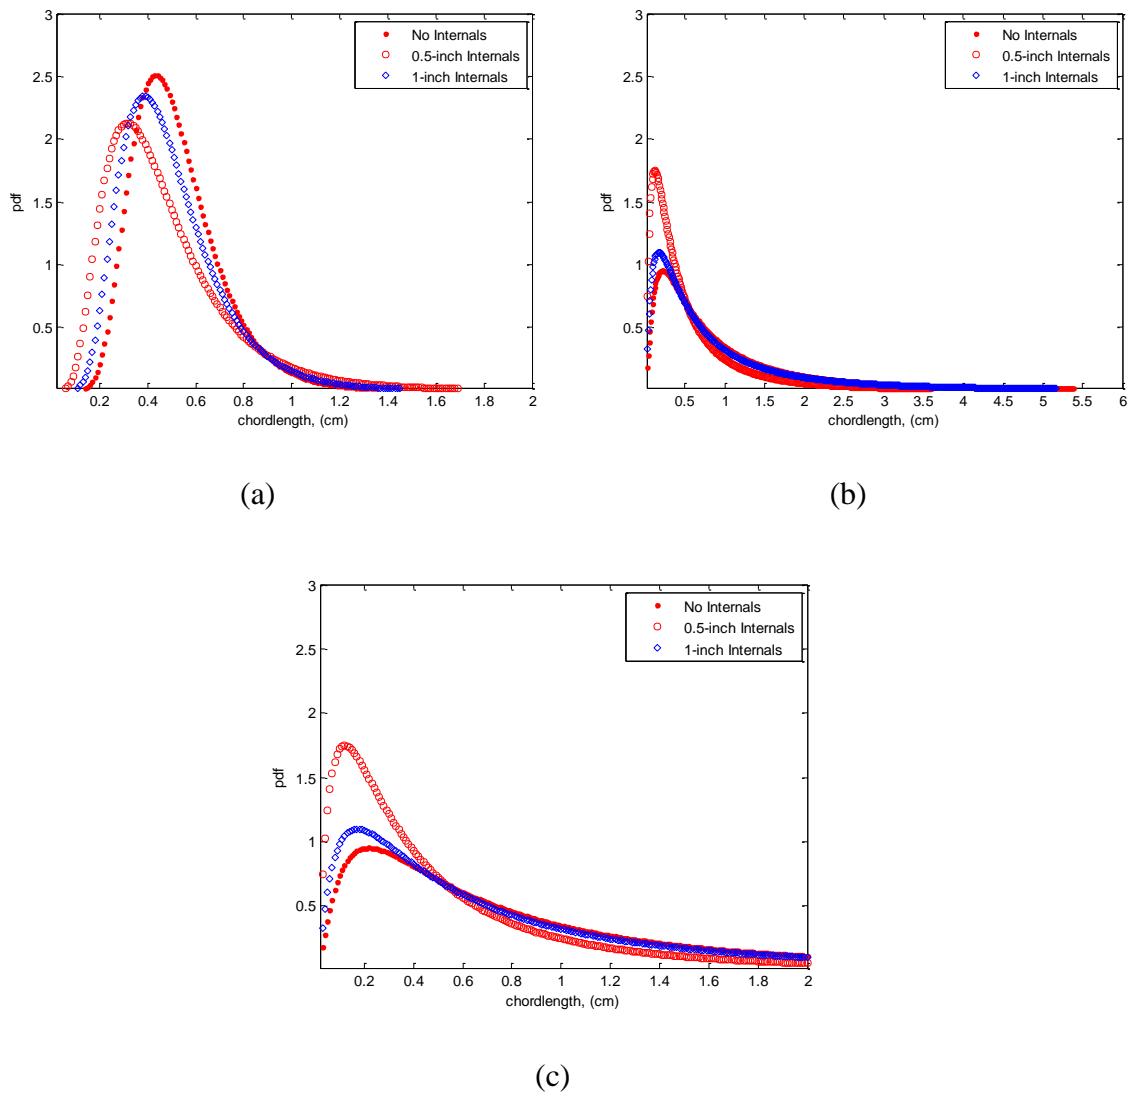 3
2.5
2
1.5
1
0.5
pdf
No Internals
0.5-inch Internals
1-inch Internals
0.2 0.4 0.6 0.8 1.0 1.2 1.4 1.6 1.8 2
chordlength, (cm)
(a)
3
2.5
2
1.5
1
0.5
pdf
No Internals
0.5-inch Internals
1-inch Internals
0.5 1 1.5 2 2.5 3 3.5 4 4.5 5 5.5 6
chordlength, (cm)
(b)
3
2.5
2
1.5
1
0.5
pdf
No Internals
0.5-inch Internals
1-inch Internals
0.2 0.4 0.6 0.8 1 1.2 1.4 1.6 1.8 2
chordlength, (cm)
(c)